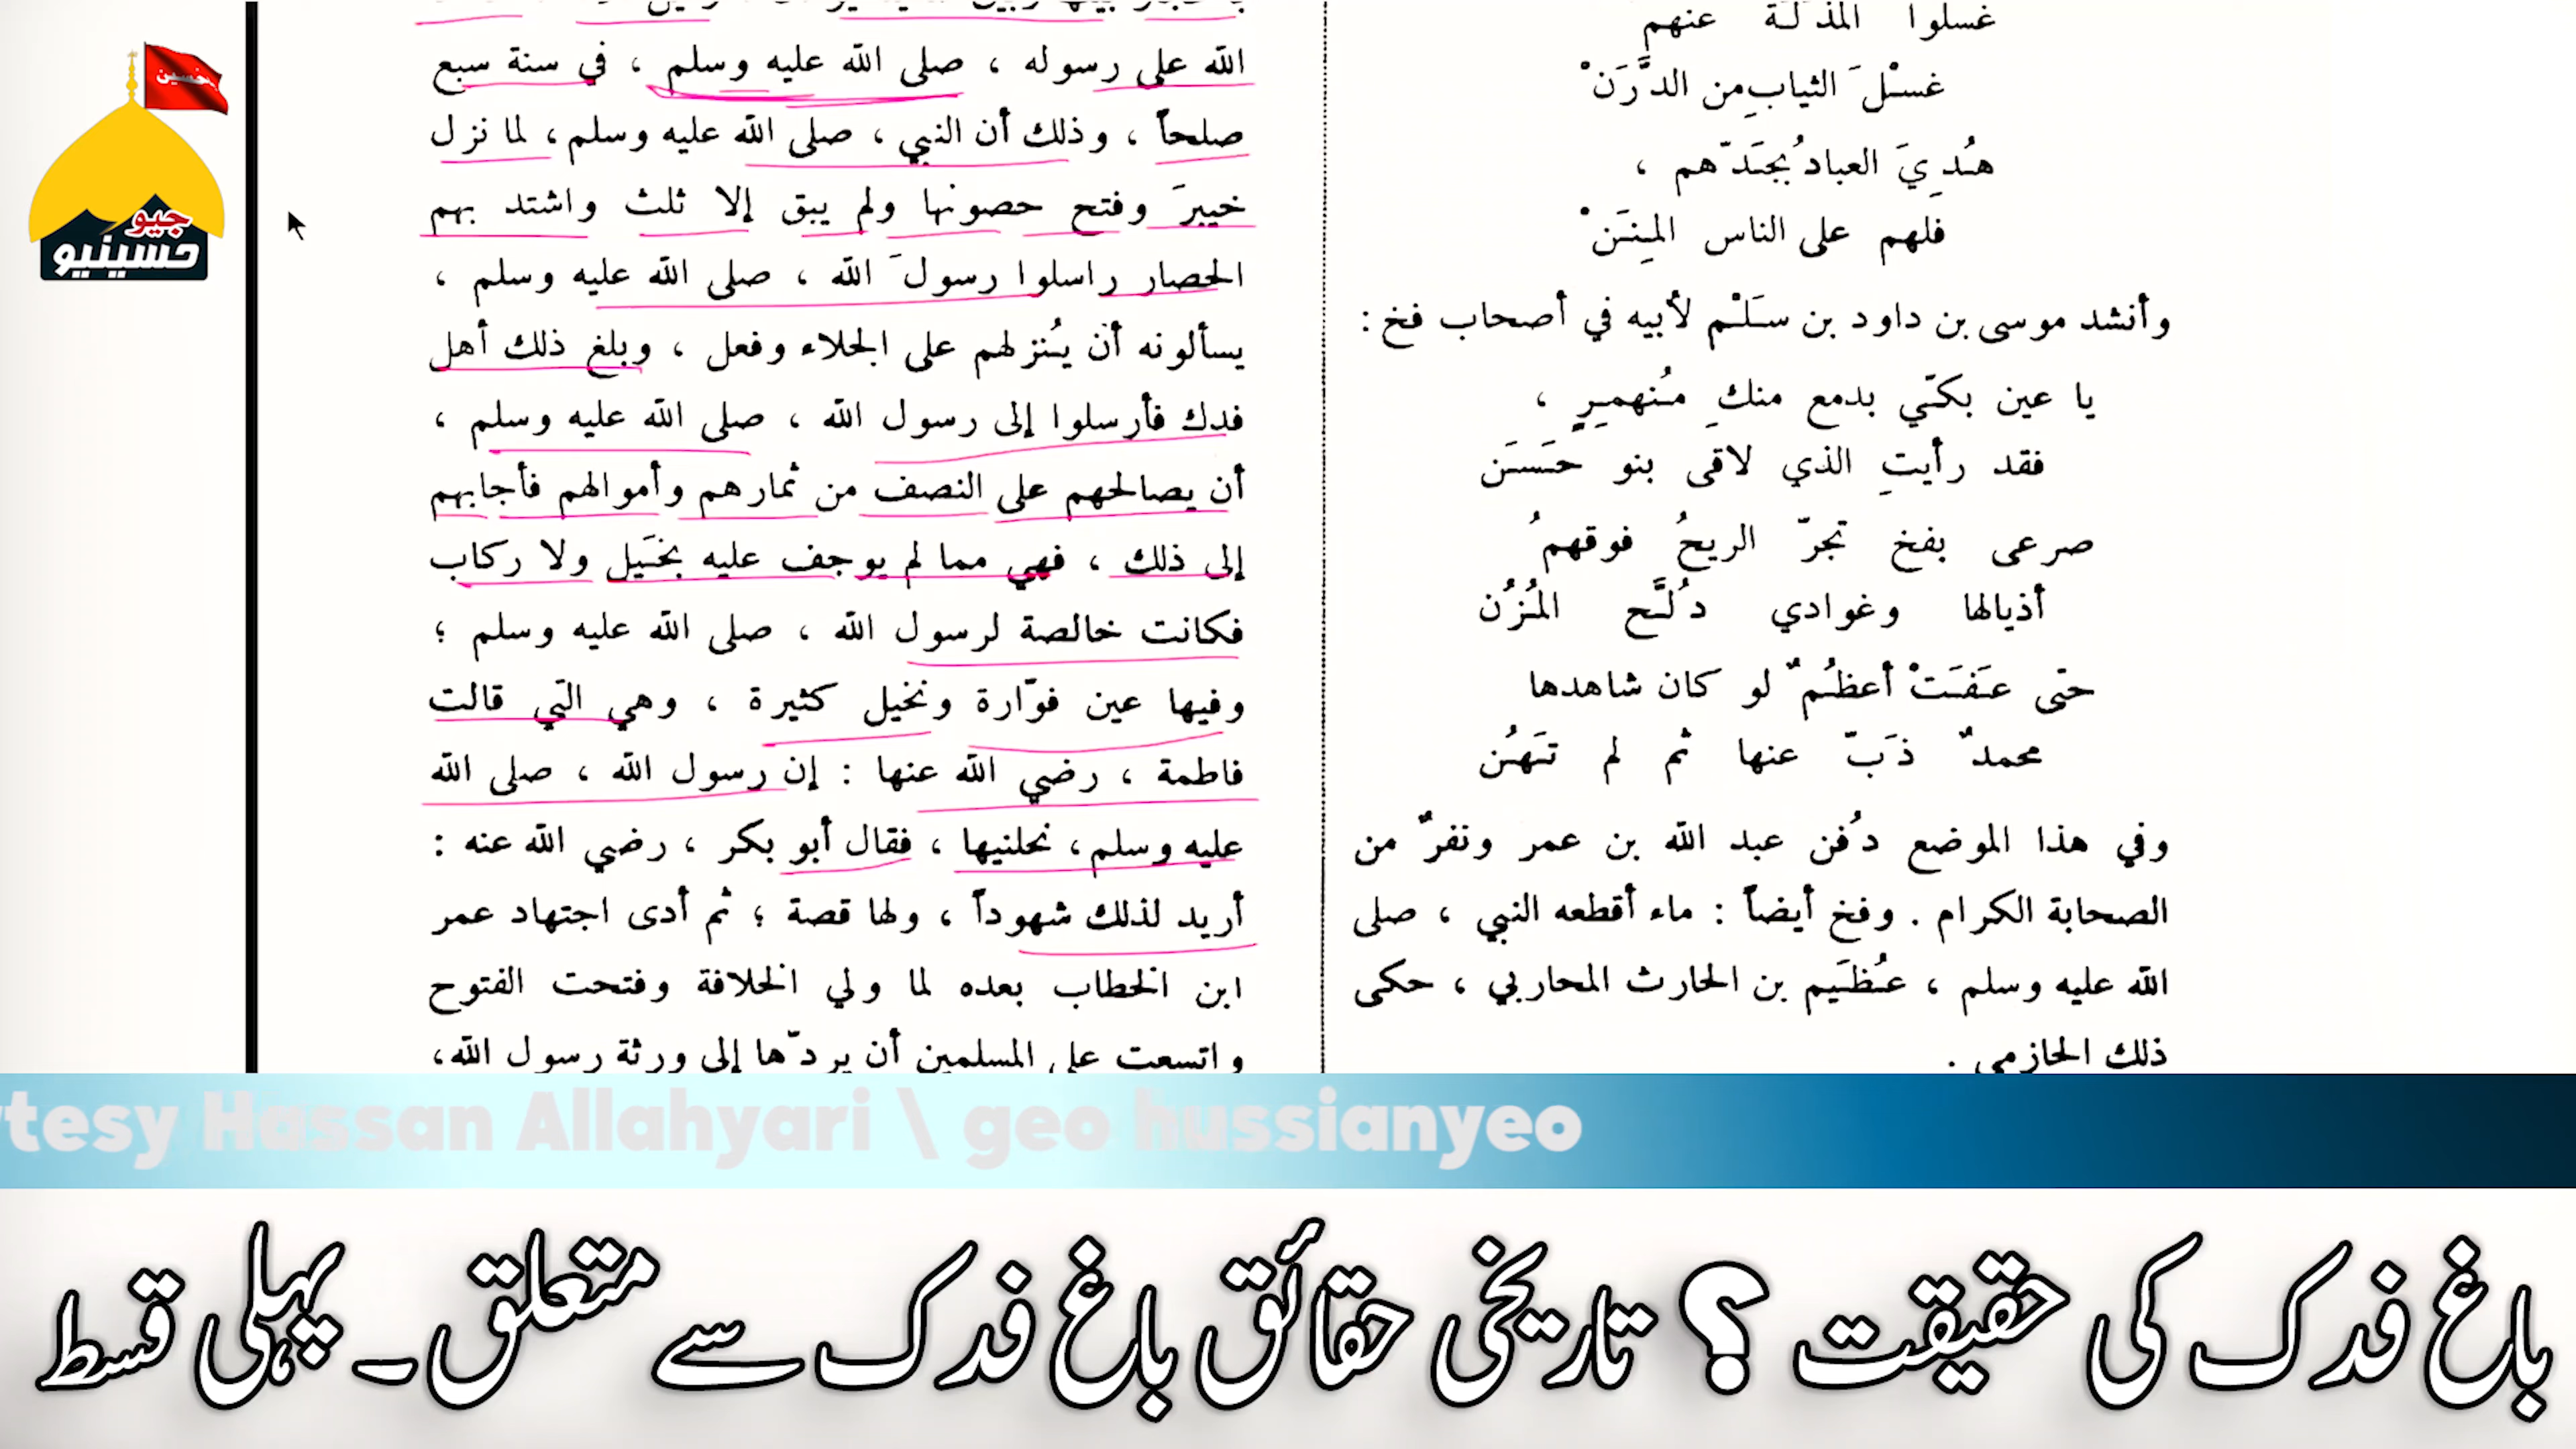 غسلوا المذلّة عنهم
غسْلَ الثيابِ من الدَّرَنْ
هُدِيَ العبادُ بجَدّهم ،
فلهم على الناس المِنَنْ
وأنشد موسى بن داود بن سَلْم لأبيه في أصحاب فخ :
يا عين بكّي بدمع منكِ مُنهمِرٍ ،
فقد رأيتِ الذي لاقى بنو حَسَن
صرعى بفخ تجرّ الريحُ فوقهمُ
أذيالها وغوادي دُلَّح المُزُن
حتى عَفَتْ أعظُمٌ لو كان شاهدها
محمدٌ ذَبّ عنها ثم لم تَهُن
وفي هذا الموضع دُفن عبد الله بن عمر ونفرٌ من
الصحابة الكرام . وفخ أيضاً : ماء أقطعه النبي ، صلى
الله عليه وسلم ، عُظَيم بن الحارث المحاربي ، حكى
ذلك الحازمي .
الله على رسوله ، صلى الله عليه وسلم ، في سنة سبع
صلحاً ، وذلك أن النبي ، صلى الله عليه وسلم ، لما نزل
خيبرَ وفتح حصونها ولم يبق إلا ثلث واشتد بهم
الحصار راسلوا رسولَ الله ، صلى الله عليه وسلم ،
يسألونه أن يُنزلهم على الجلاء وفعل ، وبلغ ذلك أهل
فدك فأرسلوا إلى رسول الله ، صلى الله عليه وسلم ،
أن يصالحهم على النصف من ثمارهم وأموالهم فأجابهم
إلى ذلك ، فهي مما لم يوجف عليه بخَيل ولا ركاب
فكانت خالصة لرسول الله ، صلى الله عليه وسلم ؛
وفيها عين فوّارة ونخيل كثيرة ، وهي التي قالت
فاطمة ، رضي الله عنها : إن رسول الله ، صلى الله
عليه وسلم ، نحلنيها ، فقال أبو بكر ، رضي الله عنه :
أريد لذلك شهوداً ، ولها قصة ؛ ثم أدى اجتهاد عمر
ابن الخطاب بعده لما ولي الخلافة وفتحت الفتوح
واتسعت على المسلمين أن يردّها إلى ورثة رسول الله،
جیو
حسینیو
rtesy Hassan Allahyari \ geo hussianyeo
باغ فدک کی حقیقت ؟ تاریخی حقائق باغ فدک سے متعلق ۔ پہلی قسط